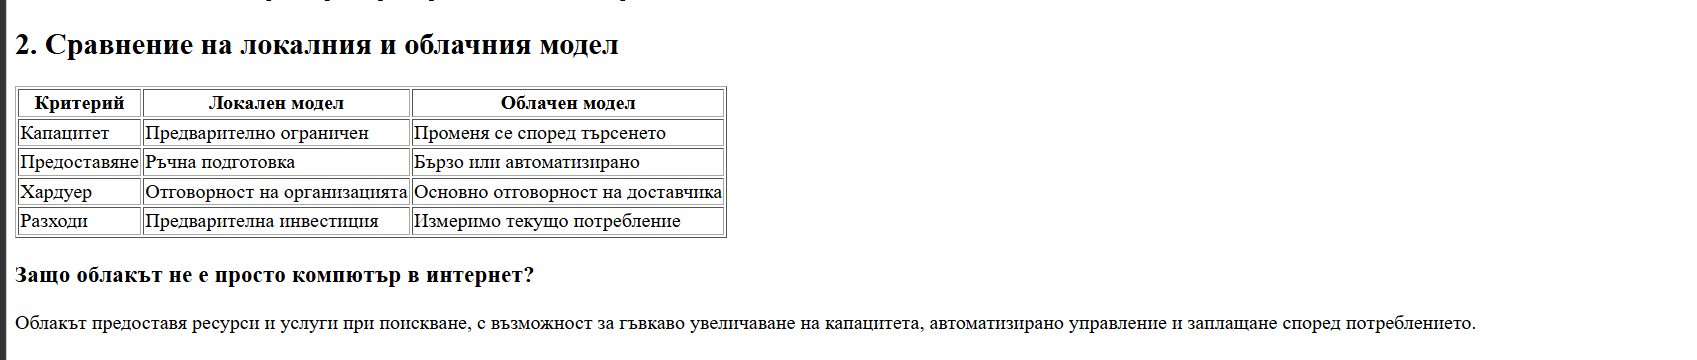 2. Сравнение на локалния и облачния модел
Критерий Локален модел Облачен модел
Капацитет Предварително ограничен Променя се според търсенето
Предоставяне Ръчна подготовка Бързо или автоматизирано
Хардуер Отговорност на организацията Основно отговорност на доставчика
Разходи Предварителна инвестиция Измеримо текущо потребление
Защо облакът не е просто компютър в интернет?
Облакът предоставя ресурси и услуги при поискване, с възможност за гъвкаво увеличаване на капацитета, автоматизирано управление и заплащане според потреблението.